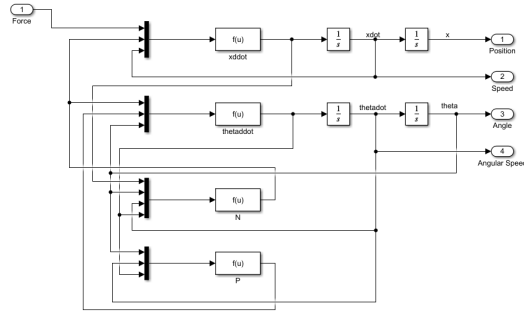 1
Force
f(u)
xddot
1
s
xdot
1
s
x
1
Position
2
Speed
f(u)
thetaddot
1
s
thetadot
1
s
theta
3
Angle
4
Angular Speed
f(u)
N
f(u)
P